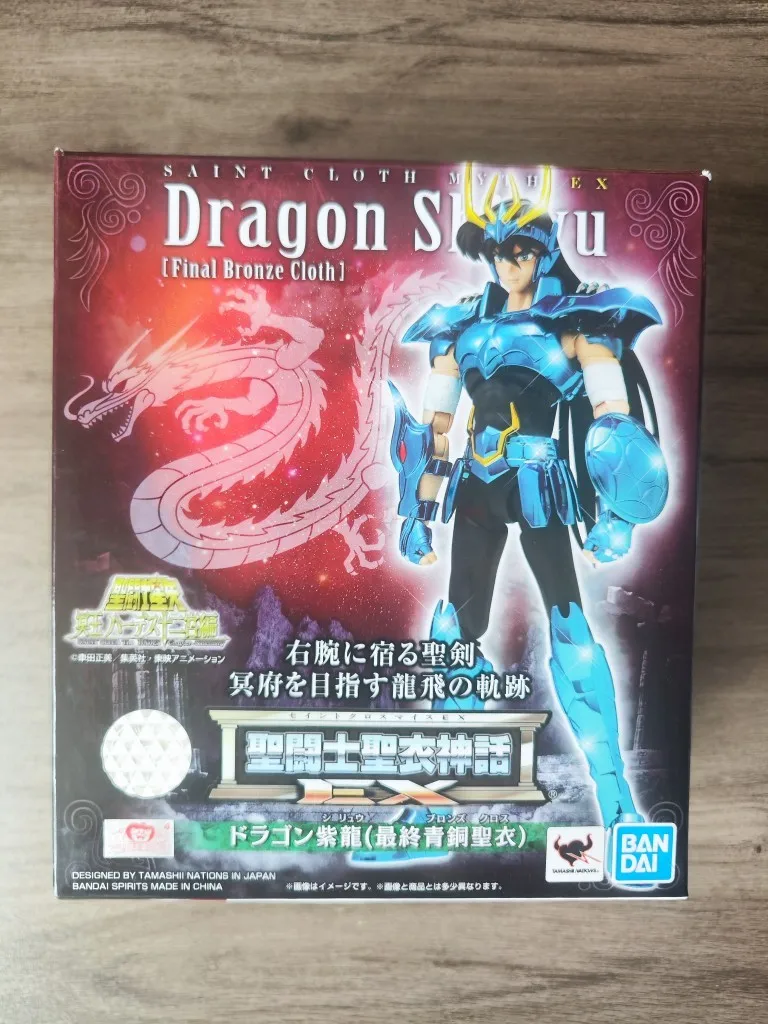 SAINT CLOTH MYTH EX
Dragon Sh yu
[Final Bronze Cloth]
聖闘士星矢
冥王ハーデス十二宮編
©車田正美／集英社・東映アニメーション
右腕に宿る聖剣
冥府を目指す龍飛の軌跡
セイントクロスマイスEX
聖闘士聖衣神話
EX®
シリュウ ブロンズ クロス
ドラゴン紫龍(最終青銅聖衣)
TAMASHII NATIONS
BAN
DAI
DESIGNED BY TAMASHII NATIONS IN JAPAN
BANDAI SPIRITS MADE IN CHINA
※画像はイメージです。 ※画像と商品とは多少異なります。